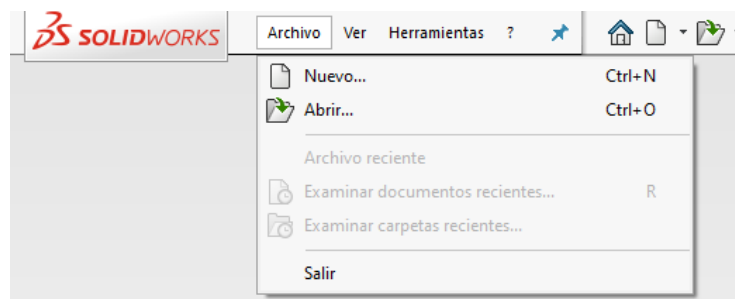 SOLIDWORKS Archivo Ver Herramientas ?
Nuevo... Ctrl+N
Abrir... Ctrl+O
Archivo reciente
Examinar documentos recientes... R
Examinar carpetas recientes...
Salir